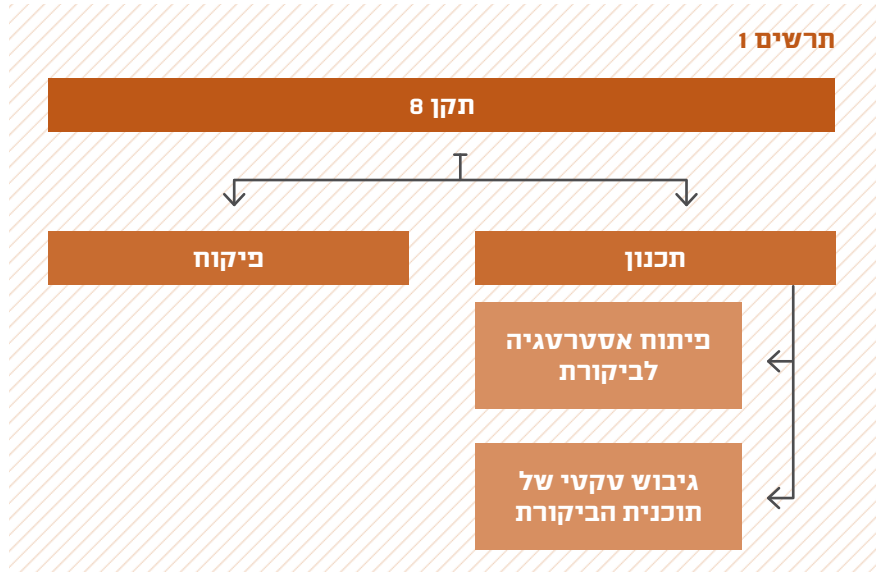 תרשים 1
תקן 8
תכנון
פיקוח
פיתוח אסטרטגיה
לביקורת
גיבוש טקטי של
תוכנית הביקורת